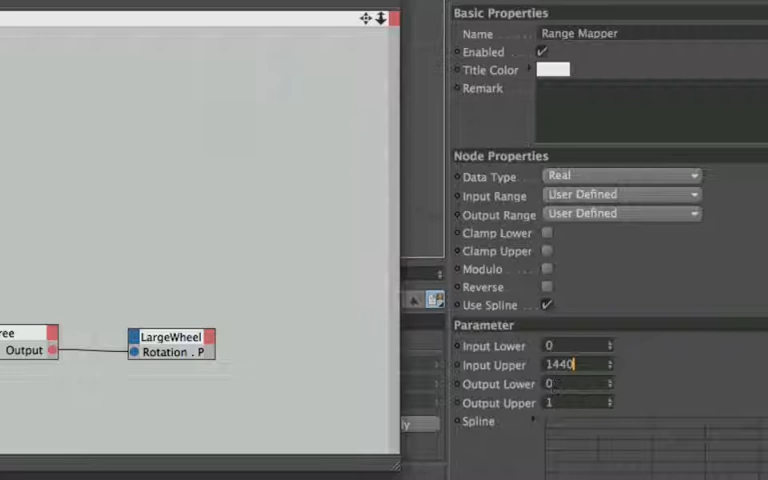 Basic Properties
Name Range Mapper
Enabled
Title Color
Remark
Node Properties
Data Type Real
Input Range User Defined
Output Range User Defined
Clamp Lower
Clamp Upper
Modulo
Reverse
Use Spline
Parameter
Input Lower 0
Input Upper 1440
Output Lower 0
Output Upper 1
Spline
ree
Output
LargeWheel
Rotation . P
ly